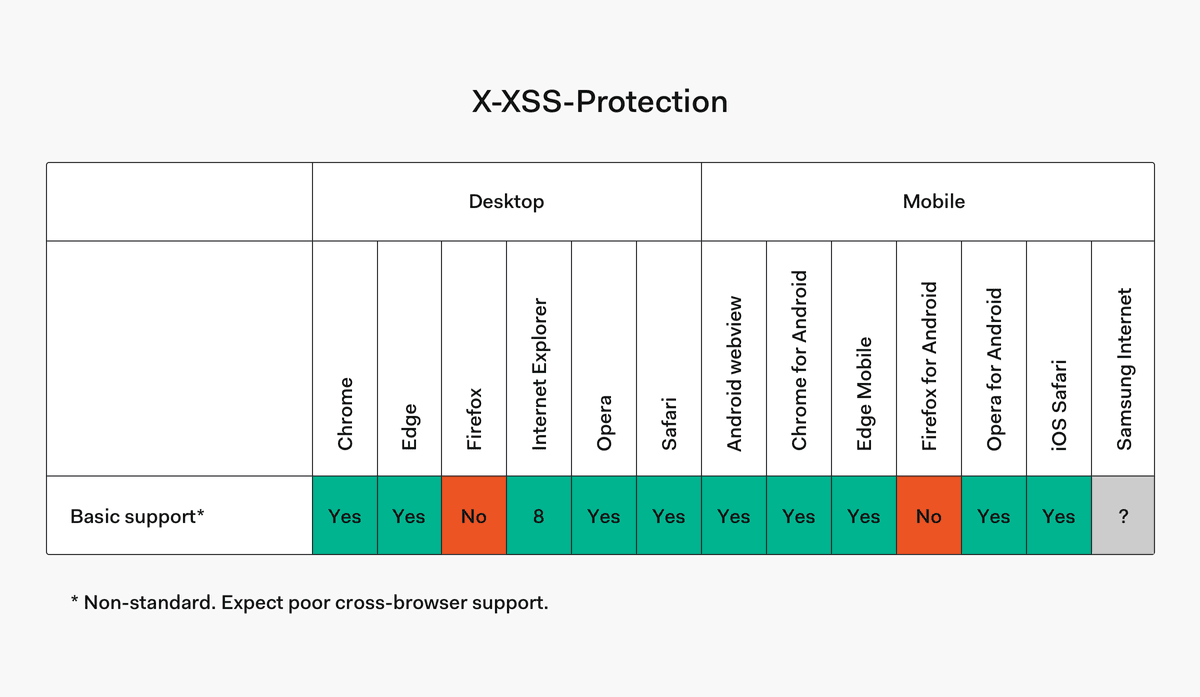 X-XSS-Protection
Desktop Mobile
Chrome Edge Firefox Internet Explorer Opera Safari Android webview Chrome for Android Edge Mobile Firefox for Android Opera for Android iOS Safari Samsung Internet
Basic support* Yes Yes No 8 Yes Yes Yes Yes Yes No Yes Yes ?
* Non-standard. Expect poor cross-browser support.